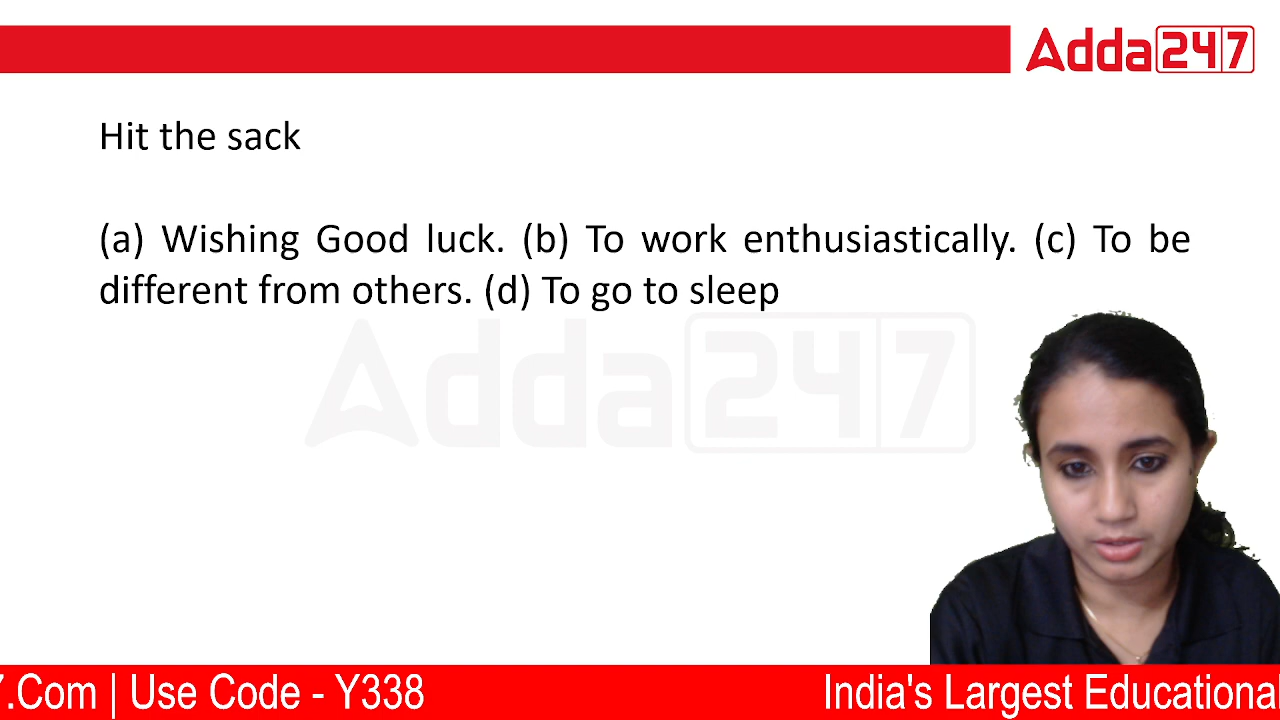 Adda247
Hit the sack
(a) Wishing Good luck. (b) To work enthusiastically. (c) To be
different from others. (d) To go to sleep
Adda247
7.Com | Use Code - Y338
India's Largest Educational